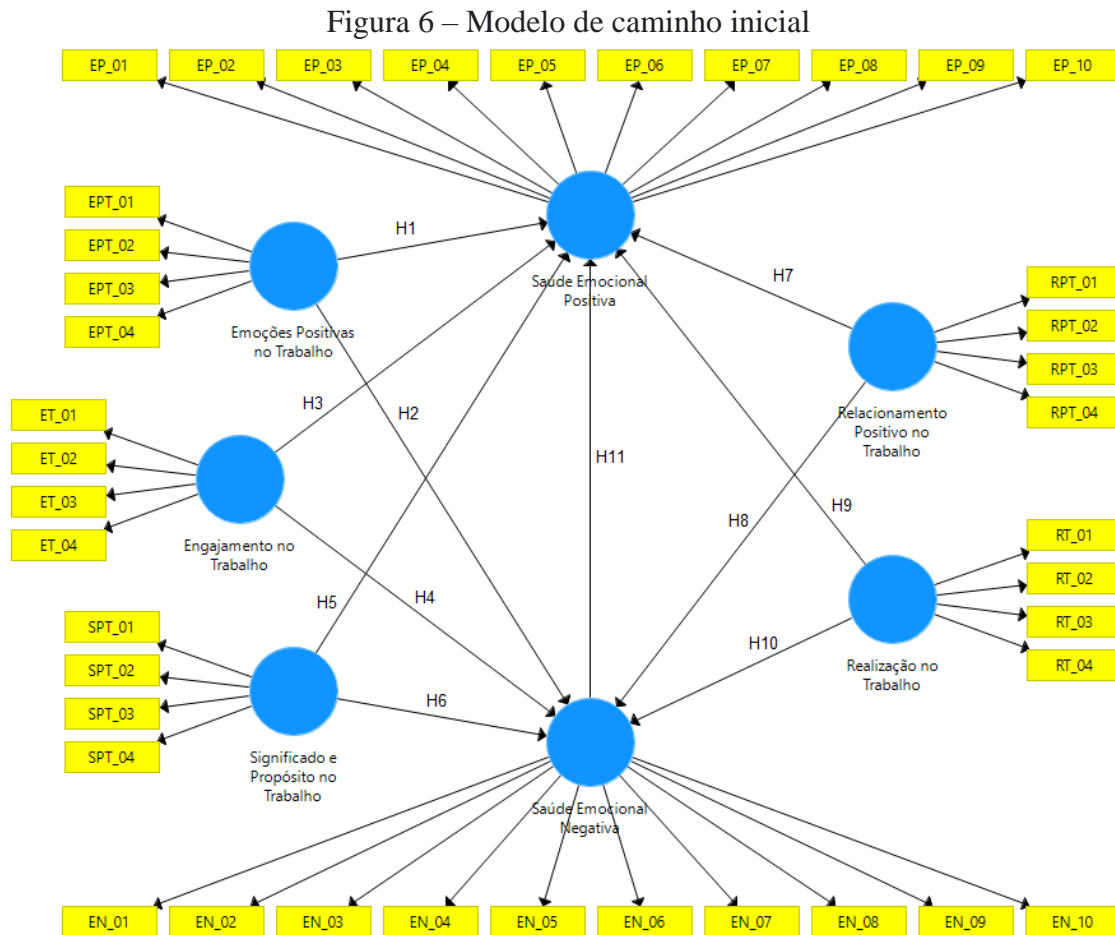 Figura 6 – Modelo de caminho inicial
EP_01 EP_02 EP_03 EP_04 EP_05 EP_06 EP_07 EP_08 EP_09 EP_10
EPT_01
EPT_02
EPT_03
EPT_04
Emoções Positivas
no Trabalho
H1
Saúde Emocional
Positiva
H7
RPT_01
RPT_02
RPT_03
RPT_04
Relacionamento
Positivo no
Trabalho
H3
H2
ET_01
ET_02
ET_03
ET_04
Engajamento no
Trabalho
H11
H8
H9
H5
H4
RT_01
RT_02
RT_03
RT_04
Realização no
Trabalho
H10
SPT_01
SPT_02
SPT_03
SPT_04
Significado e
Propósito no
Trabalho
H6
Saúde Emocional
Negativa
EN_01 EN_02 EN_03 EN_04 EN_05 EN_06 EN_07 EN_08 EN_09 EN_10